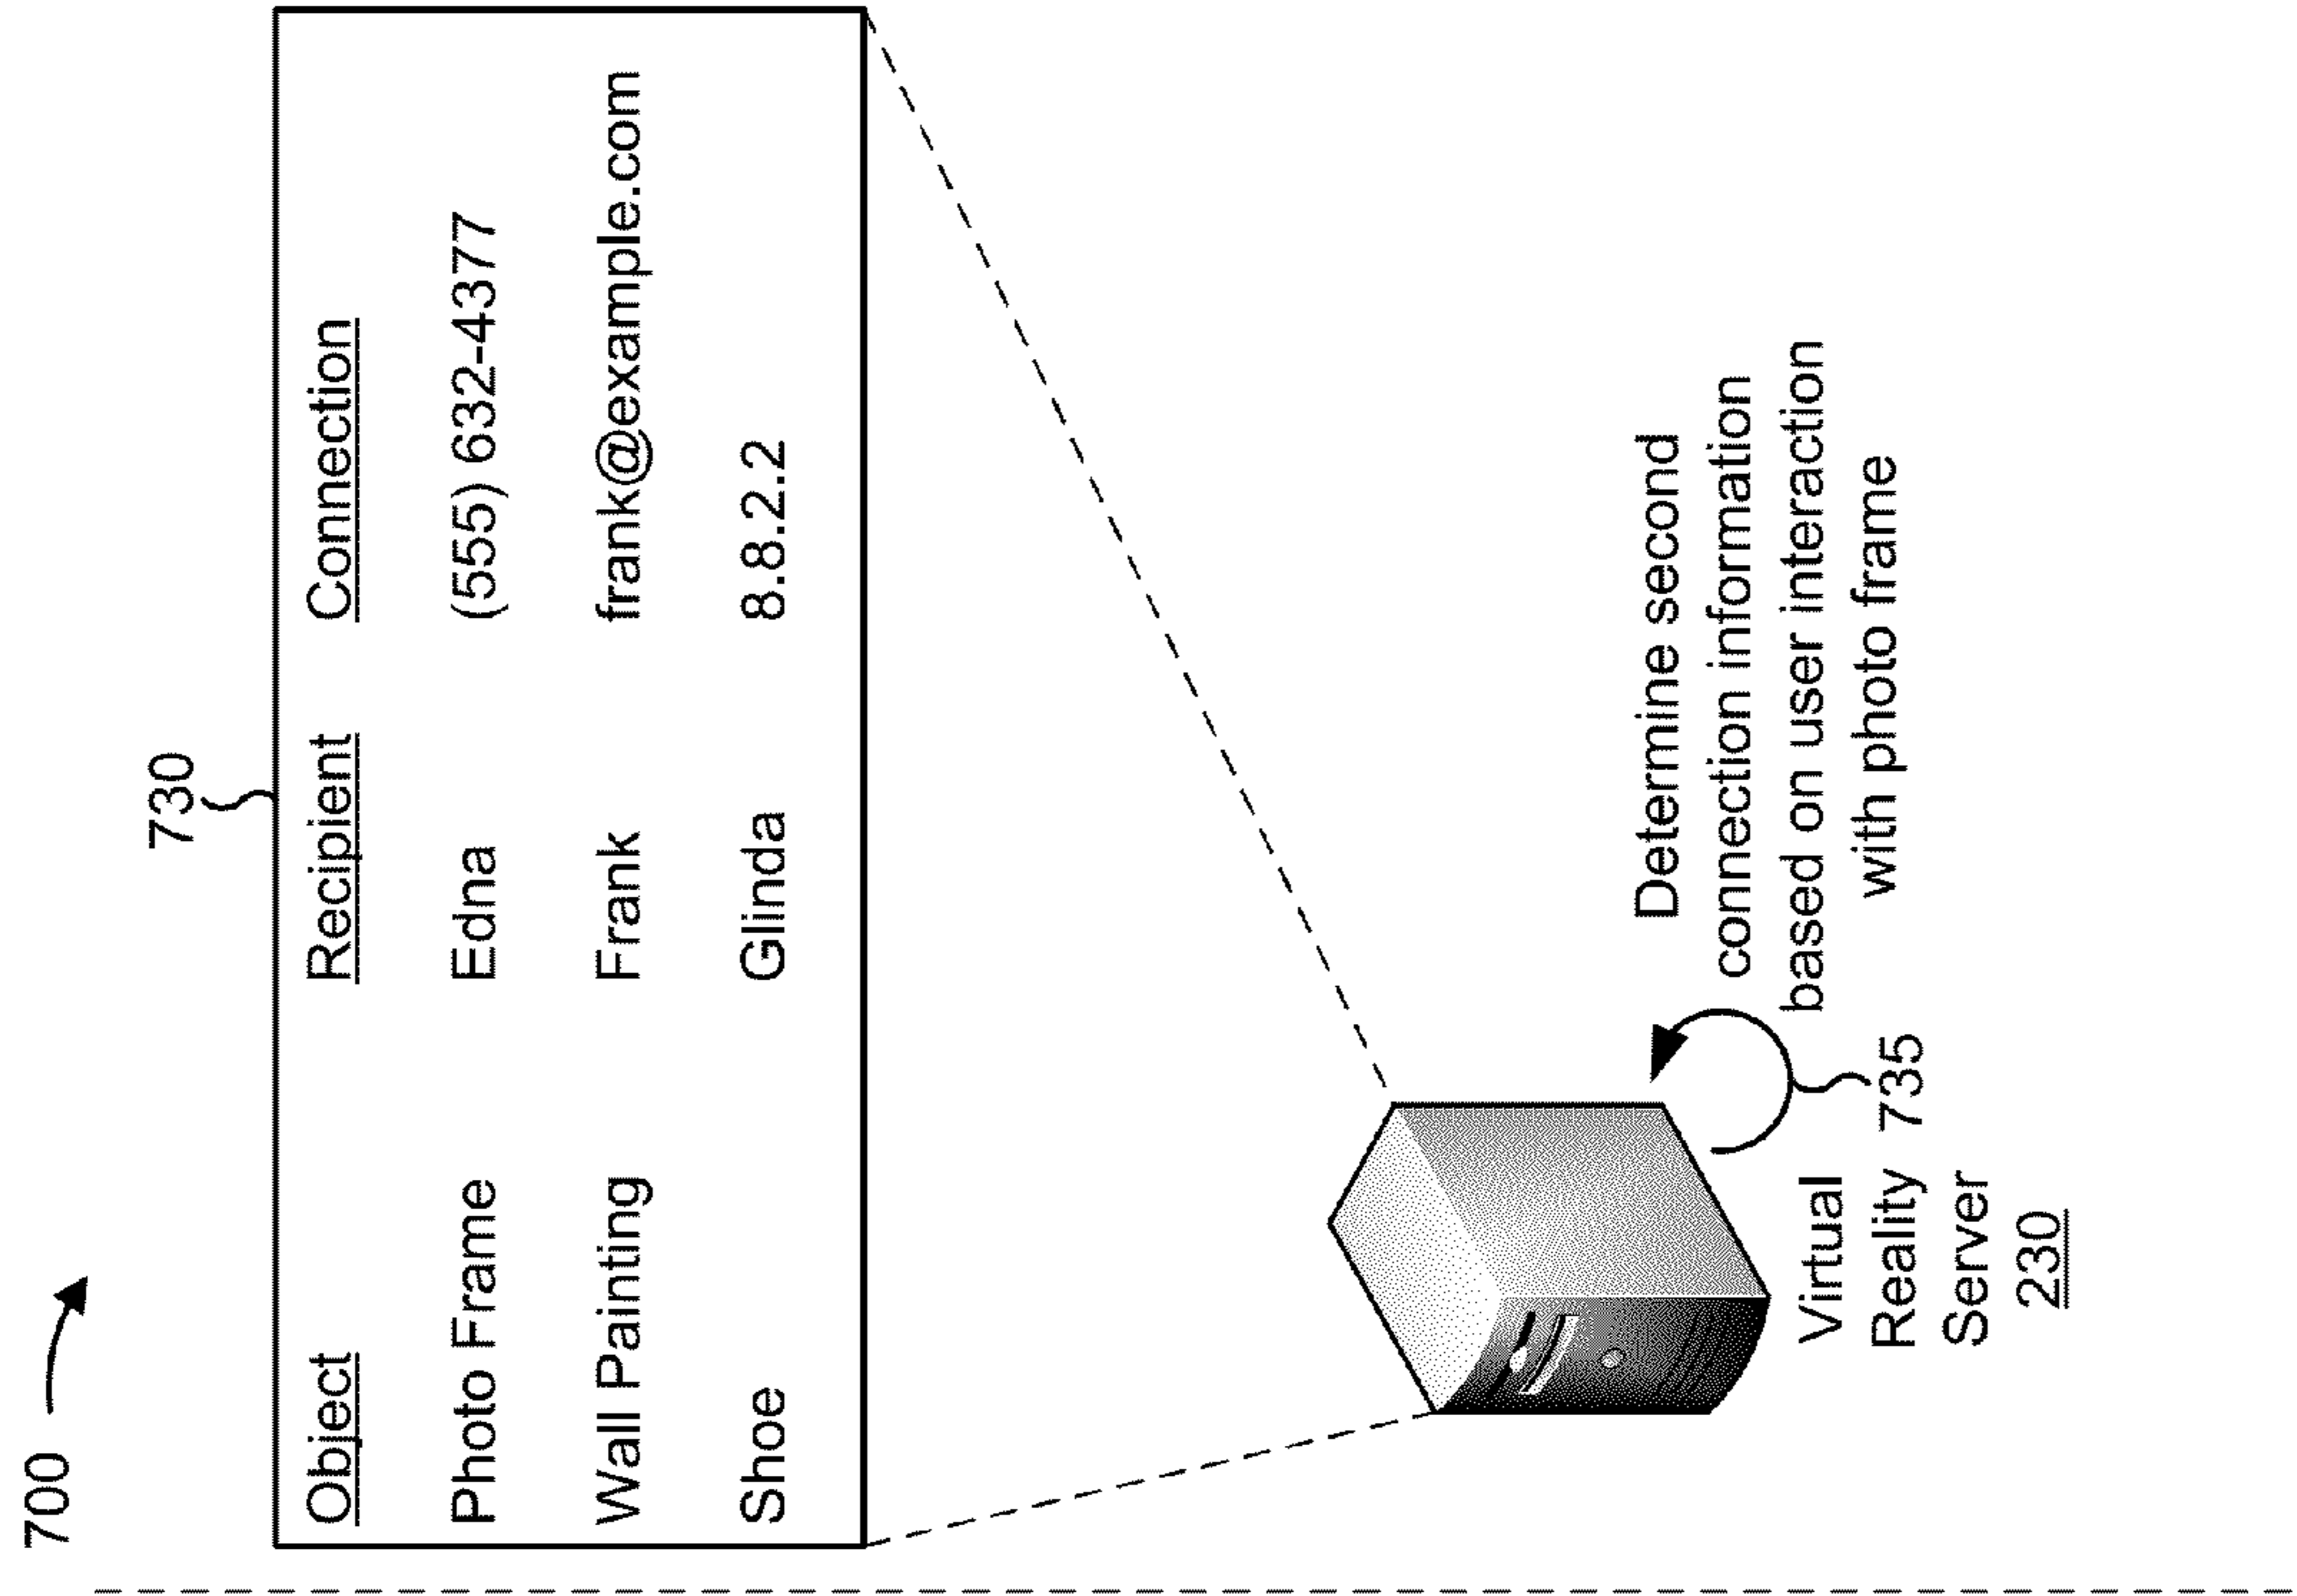 700
730
Object Recipient Connection
Photo Frame Edna (555) 632-4377
Wall Painting Frank frank@example.com
Shoe Glinda 8.8.2.2
Determine second
connection information
based on user interaction
with photo frame
735
Virtual
Reality
Server
230